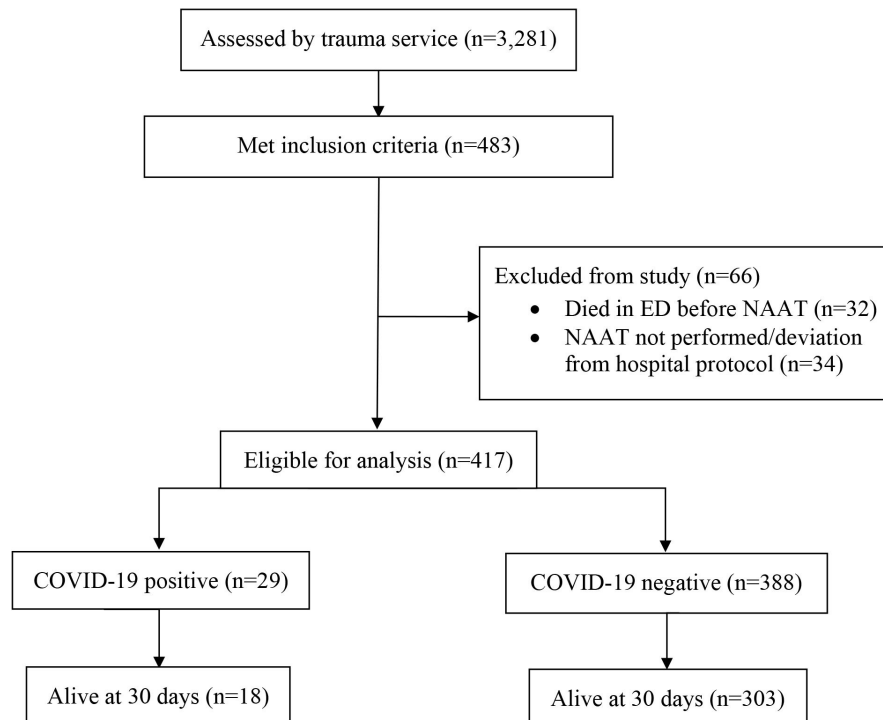 Assessed by trauma service (n=3,281)
Met inclusion criteria (n=483)
Excluded from study (n=66)
• Died in ED before NAAT (n=32)
• NAAT not performed/deviation
from hospital protocol (n=34)
Eligible for analysis (n=417)
COVID-19 positive (n=29)
COVID-19 negative (n=388)
Alive at 30 days (n=18)
Alive at 30 days (n=303)